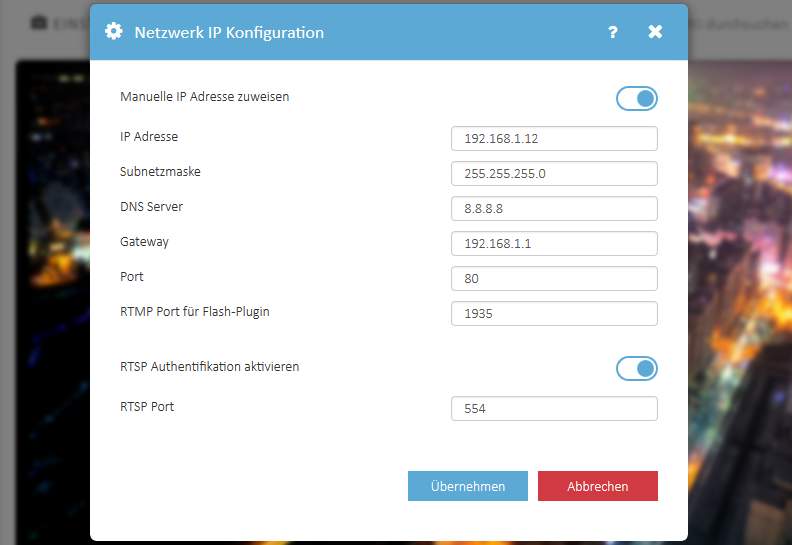 Netzwerk IP Konfiguration ?
Manuelle IP Adresse zuweisen
IP Adresse 192.168.1.12
Subnetzmaske 255.255.255.0
DNS Server 8.8.8.8
Gateway 192.168.1.1
Port 80
RTMP Port für Flash-Plugin 1935
RTSP Authentifikation aktivieren
RTSP Port 554
Übernehmen Abbrechen